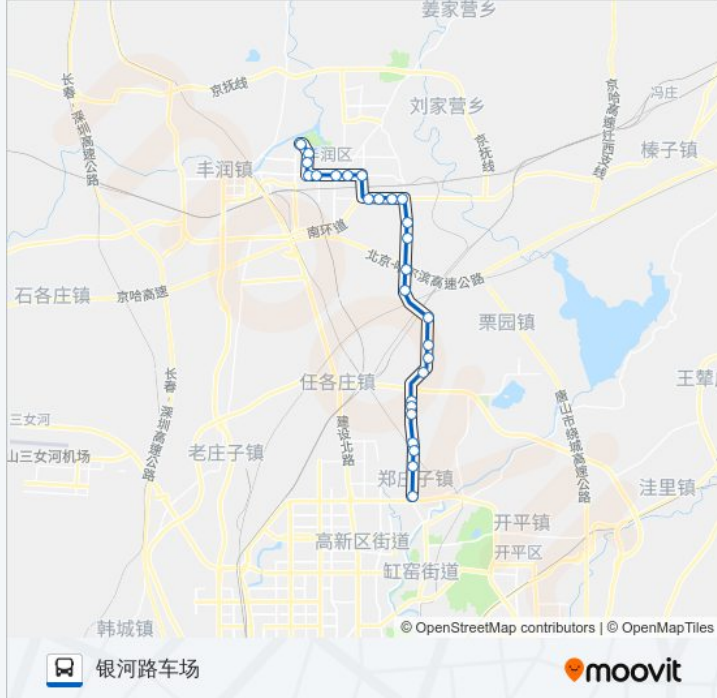 姜家营乡
京抚线
刘家营乡
冯庄
京哈高速迁西支线
长春 - 深圳高速公路
京抚线
榛子镇
丰润区
丰润镇
南环道
北京-哈尔滨高速公路
石各庄镇
京哈高速
栗园镇
任各庄镇
王辇
长春 - 深圳高速公路
三女河
建设北路
唐山市绕城高速公路
山三女河机场
老庄子镇
郑庄子镇
洼里镇
开平镇
高新区街道
开平区
缸窑街道
韩城镇
© OpenStreetMap contributors | © OpenMapTiles
银河路车场
moovit